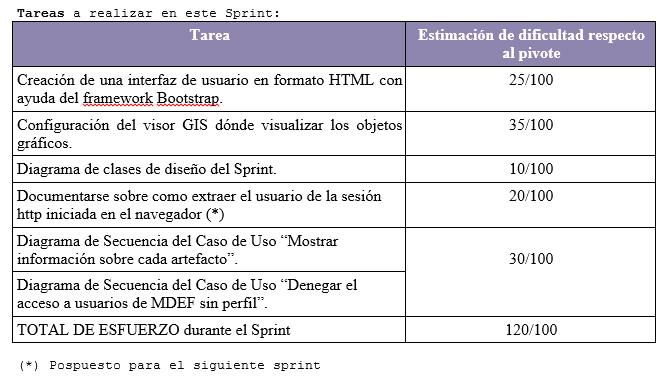 Tareas a realizar en este Sprint:
Tarea
Estimación de dificultad respecto
al pivote
Creación de una interfaz de usuario en formato HTML con
ayuda del framework Bootstrap.
25/100
Configuración del visor GIS dónde visualizar los objetos
gráficos.
35/100
Diagrama de clases de diseño del Sprint.
10/100
Documentarse sobre como extraer el usuario de la sesión
http iniciada en el navegador (*)
20/100
Diagrama de Secuencia del Caso de Uso “Mostrar
información sobre cada artefacto”.
30/100
Diagrama de Secuencia del Caso de Uso “Denegar el
acceso a usuarios de MDEF sin perfil”.
TOTAL DE ESFUERZO durante el Sprint
120/100
(*) Pospuesto para el siguiente sprint